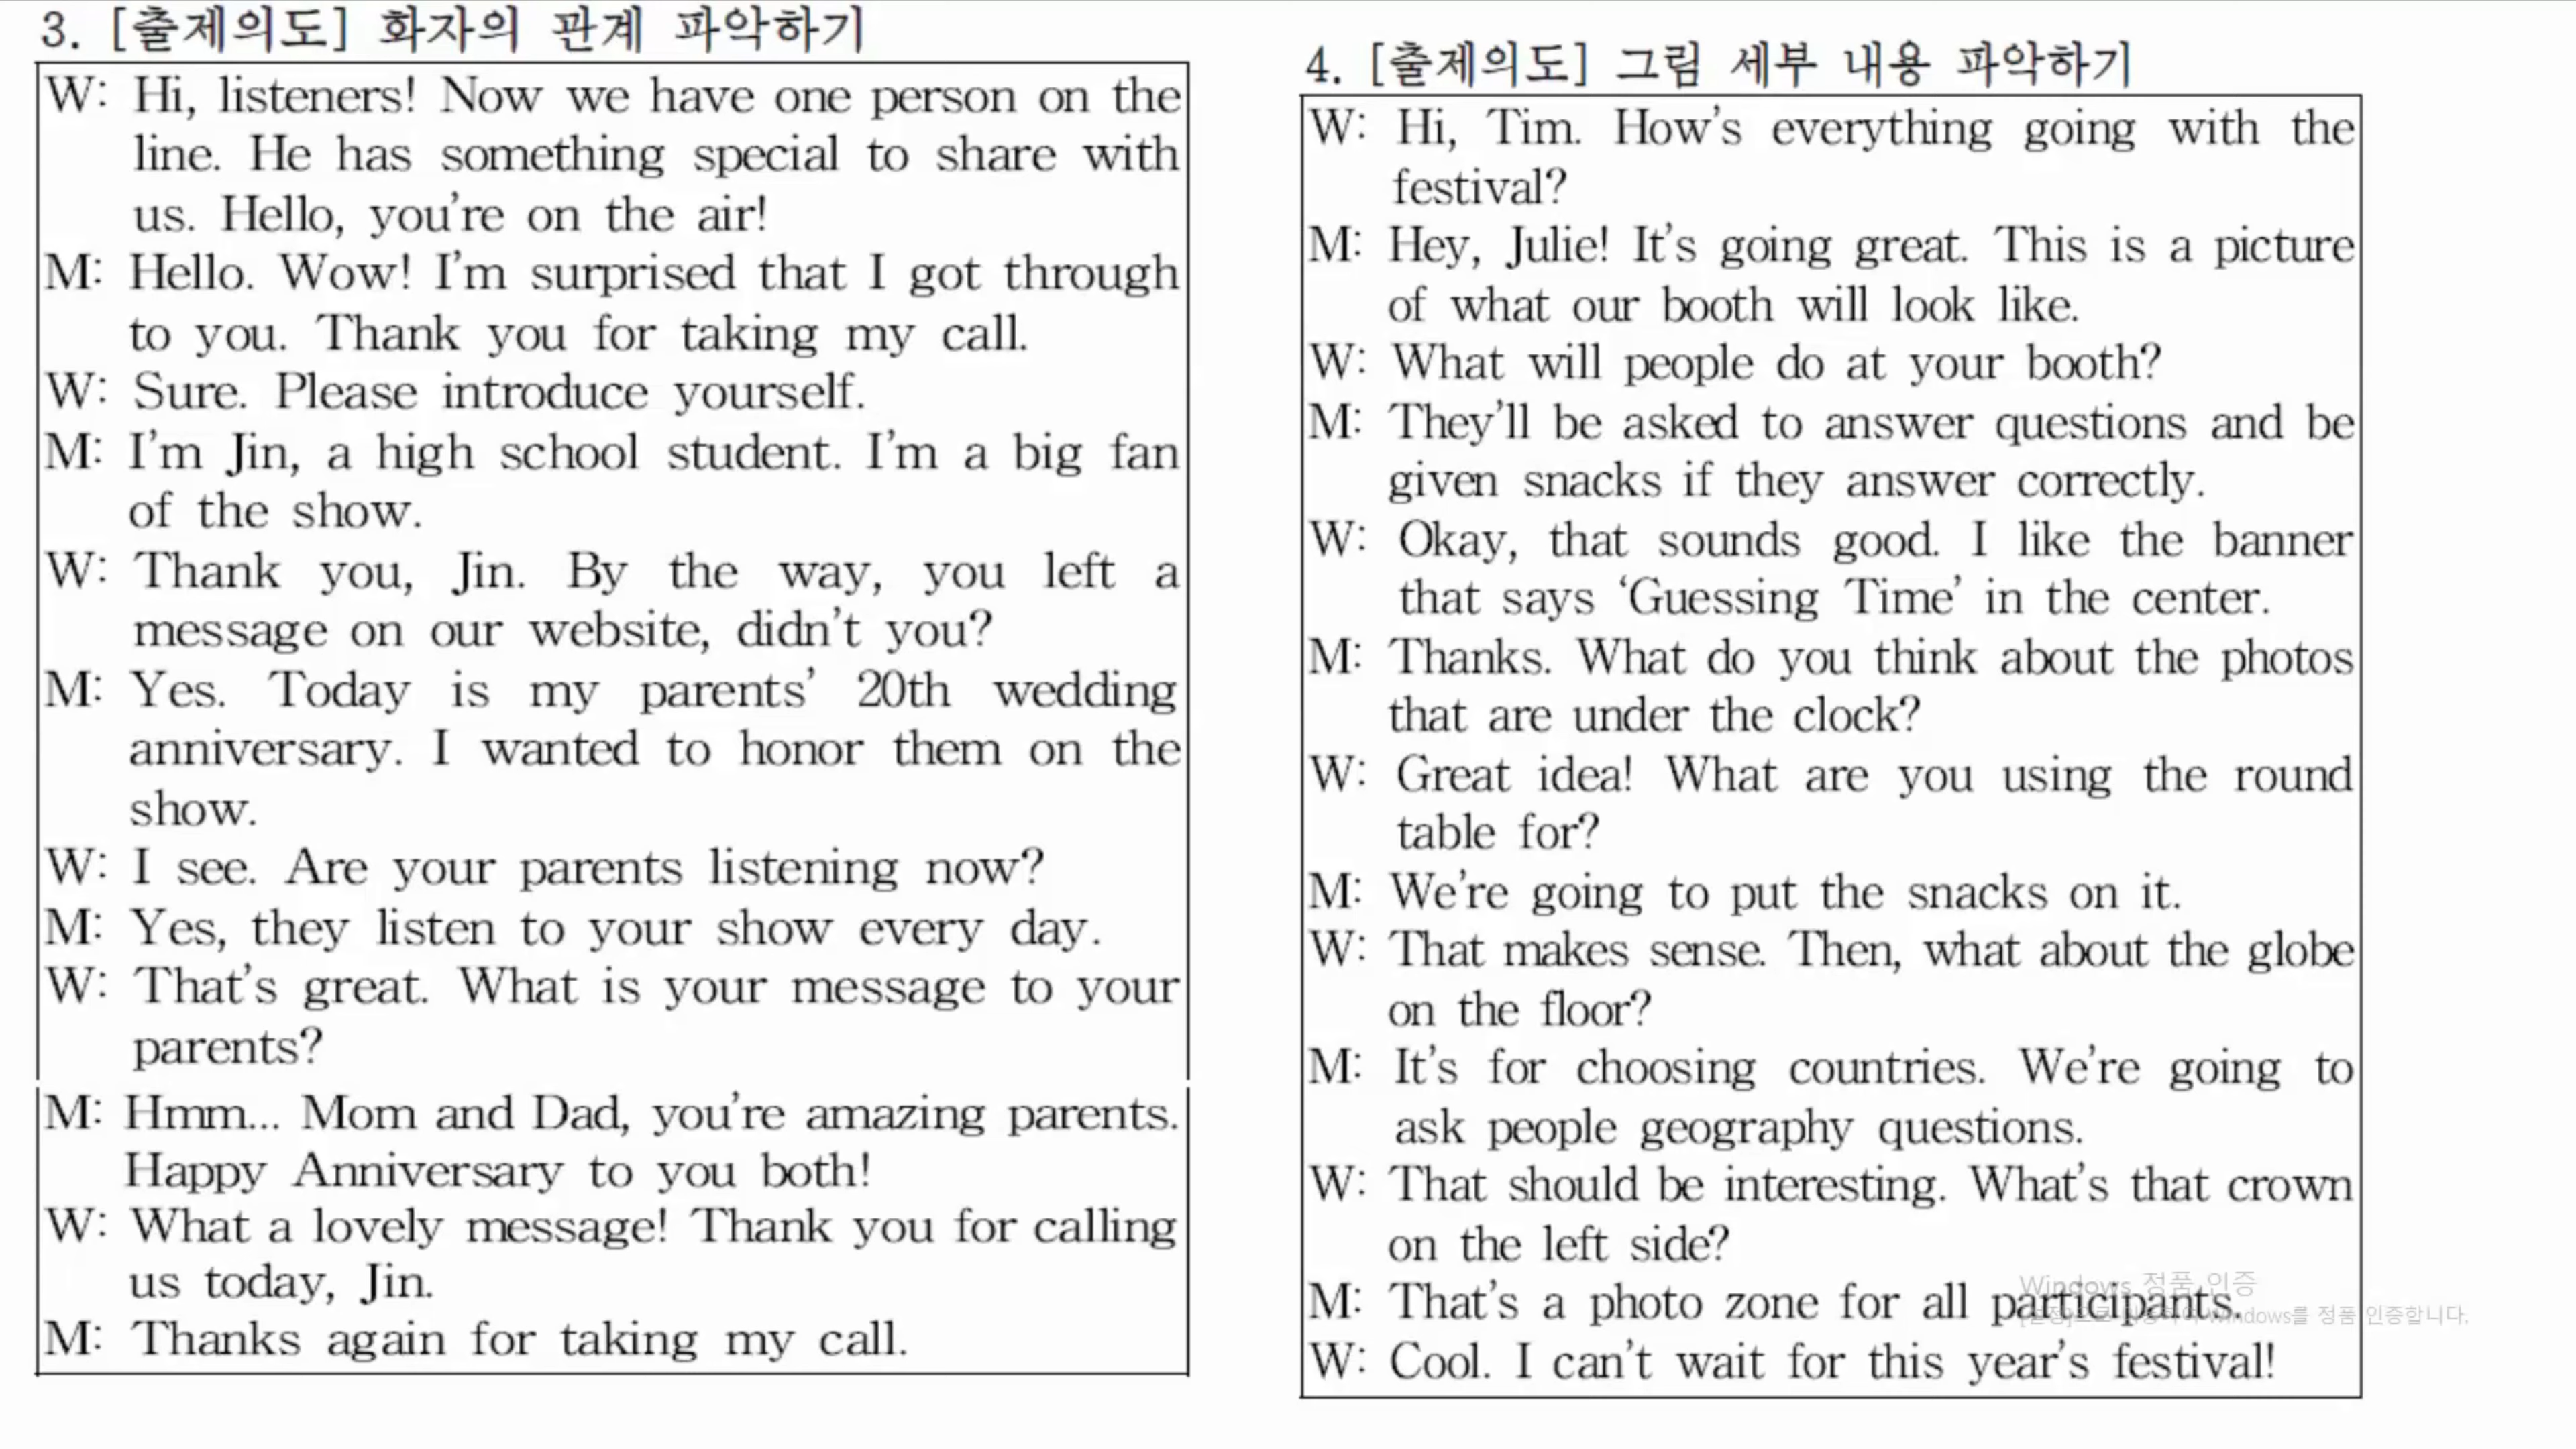 3. [출제의도] 화자의 관계 파악하기
W: Hi, listeners! Now we have one person on the
line. He has something special to share with
us. Hello, you're on the air!
M: Hello. Wow! I'm surprised that I got through
to you. Thank you for taking my call.
W: Sure. Please introduce yourself.
M: I'm Jin, a high school student. I'm a big fan
of the show.
W: Thank you, Jin. By the way, you left a
message on our website, didn't you?
M: Yes. Today is my parents' 20th wedding
anniversary. I wanted to honor them on the
show.
W: I see. Are your parents listening now?
M: Yes, they listen to your show every day.
W: That's great. What is your message to your
parents?
M: Hmm... Mom and Dad, you're amazing parents.
Happy Anniversary to you both!
W: What a lovely message! Thank you for calling
us today, Jin.
M: Thanks again for taking my call.
4. [출제의도] 그림 세부 내용 파악하기
W: Hi, Tim. How's everything going with the
festival?
M: Hey, Julie! It's going great. This is a picture
of what our booth will look like.
W: What will people do at your booth?
M: They'll be asked to answer questions and be
given snacks if they answer correctly.
W: Okay, that sounds good. I like the banner
that says 'Guessing Time' in the center.
M: Thanks. What do you think about the photos
that are under the clock?
W: Great idea! What are you using the round
table for?
M: We're going to put the snacks on it.
W: That makes sense. Then, what about the globe
on the floor?
M: It's for choosing countries. We're going to
ask people geography questions.
W: That should be interesting. What's that crown
on the left side?
M: That's a photo zone for all participants.
W: Cool. I can't wait for this year's festival!
Windows 정품 인증
Windows를 정품 인증합니다.